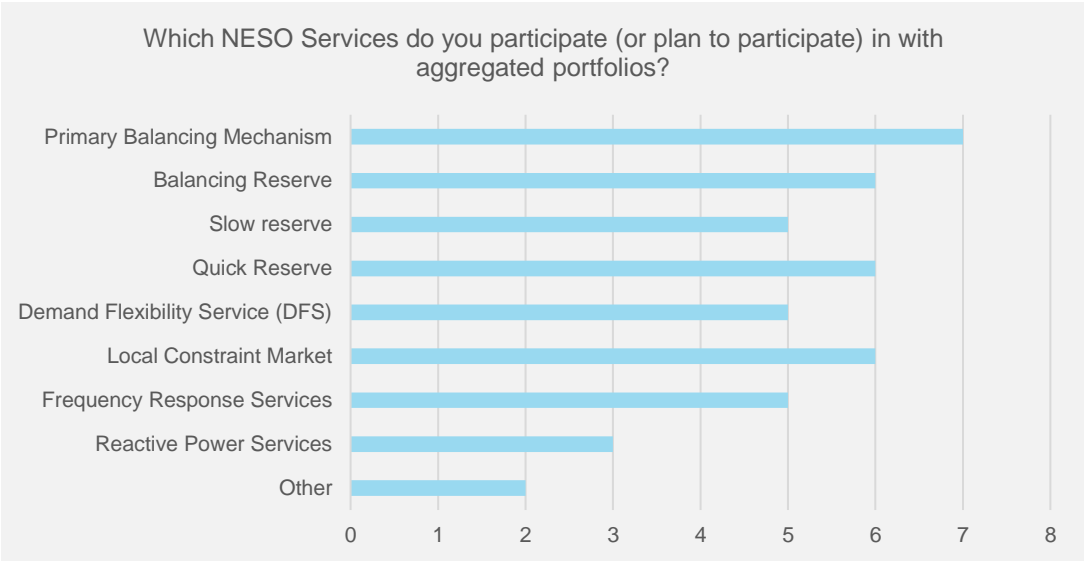 Which NESO Services do you participate (or plan to participate) in with
aggregated portfolios?
Primary Balancing Mechanism
Balancing Reserve
Slow reserve
Quick Reserve
Demand Flexibility Service (DFS)
Local Constraint Market
Frequency Response Services
Reactive Power Services
Other
0 1 2 3 4 5 6 7 8